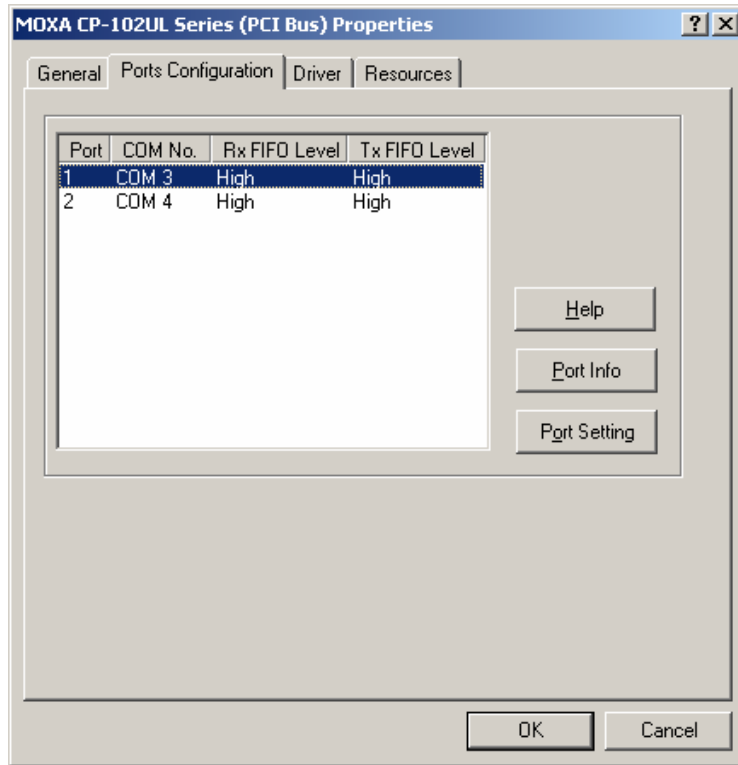 MOXA CP-102UL Series (PCI Bus) Properties
General Ports Configuration Driver Resources
Port COM No. Rx FIFO Level Tx FIFO Level
1 COM 3 High High
2 COM 4 High High
Help
Port Info
Port Setting
OK Cancel